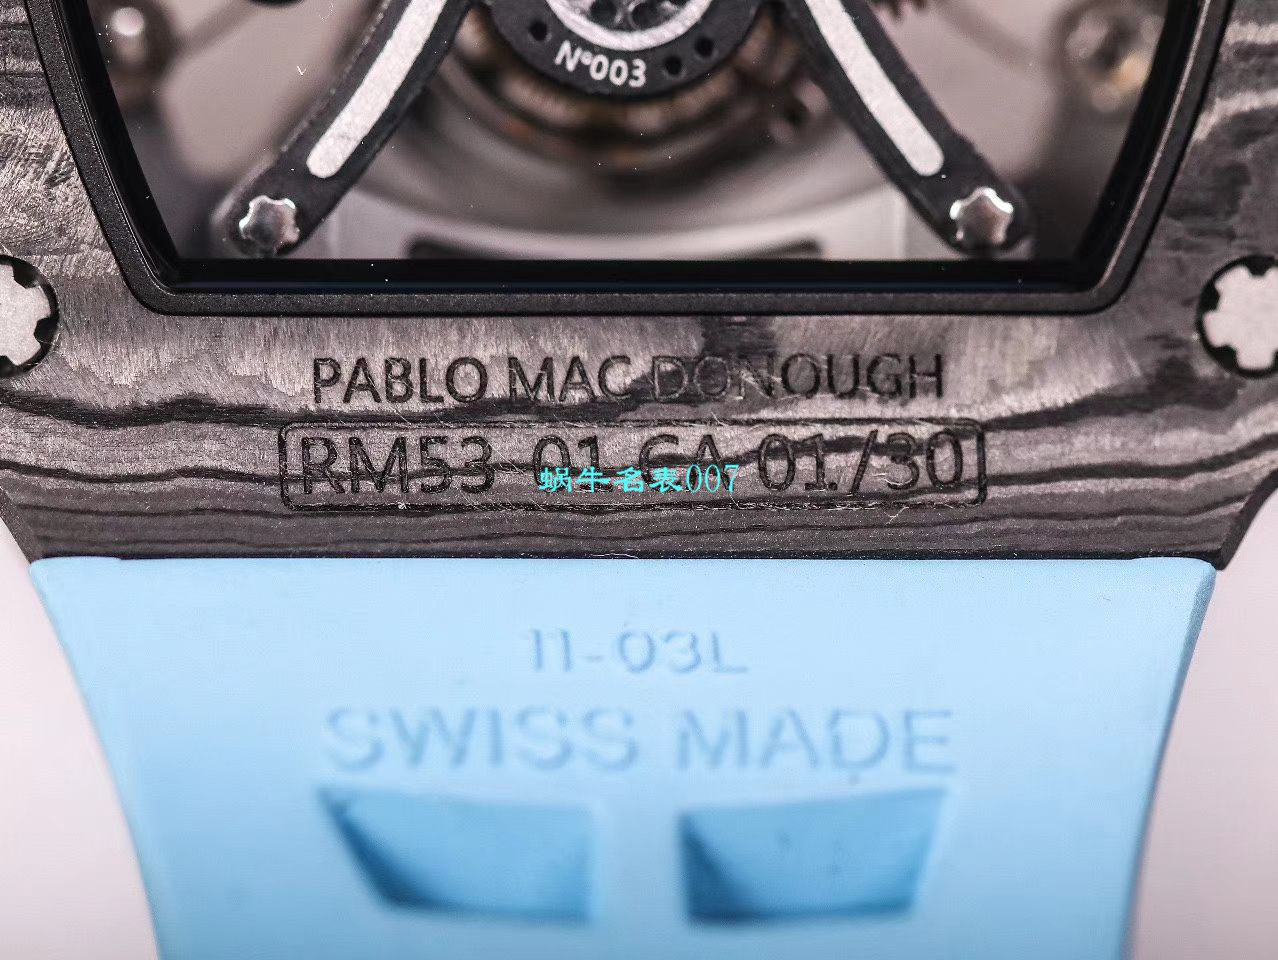 Nº003
PABLO MAC DONOUGH
RM53 01 CA 01/30
蜗牛名表007
11-03L
SWISS MADE